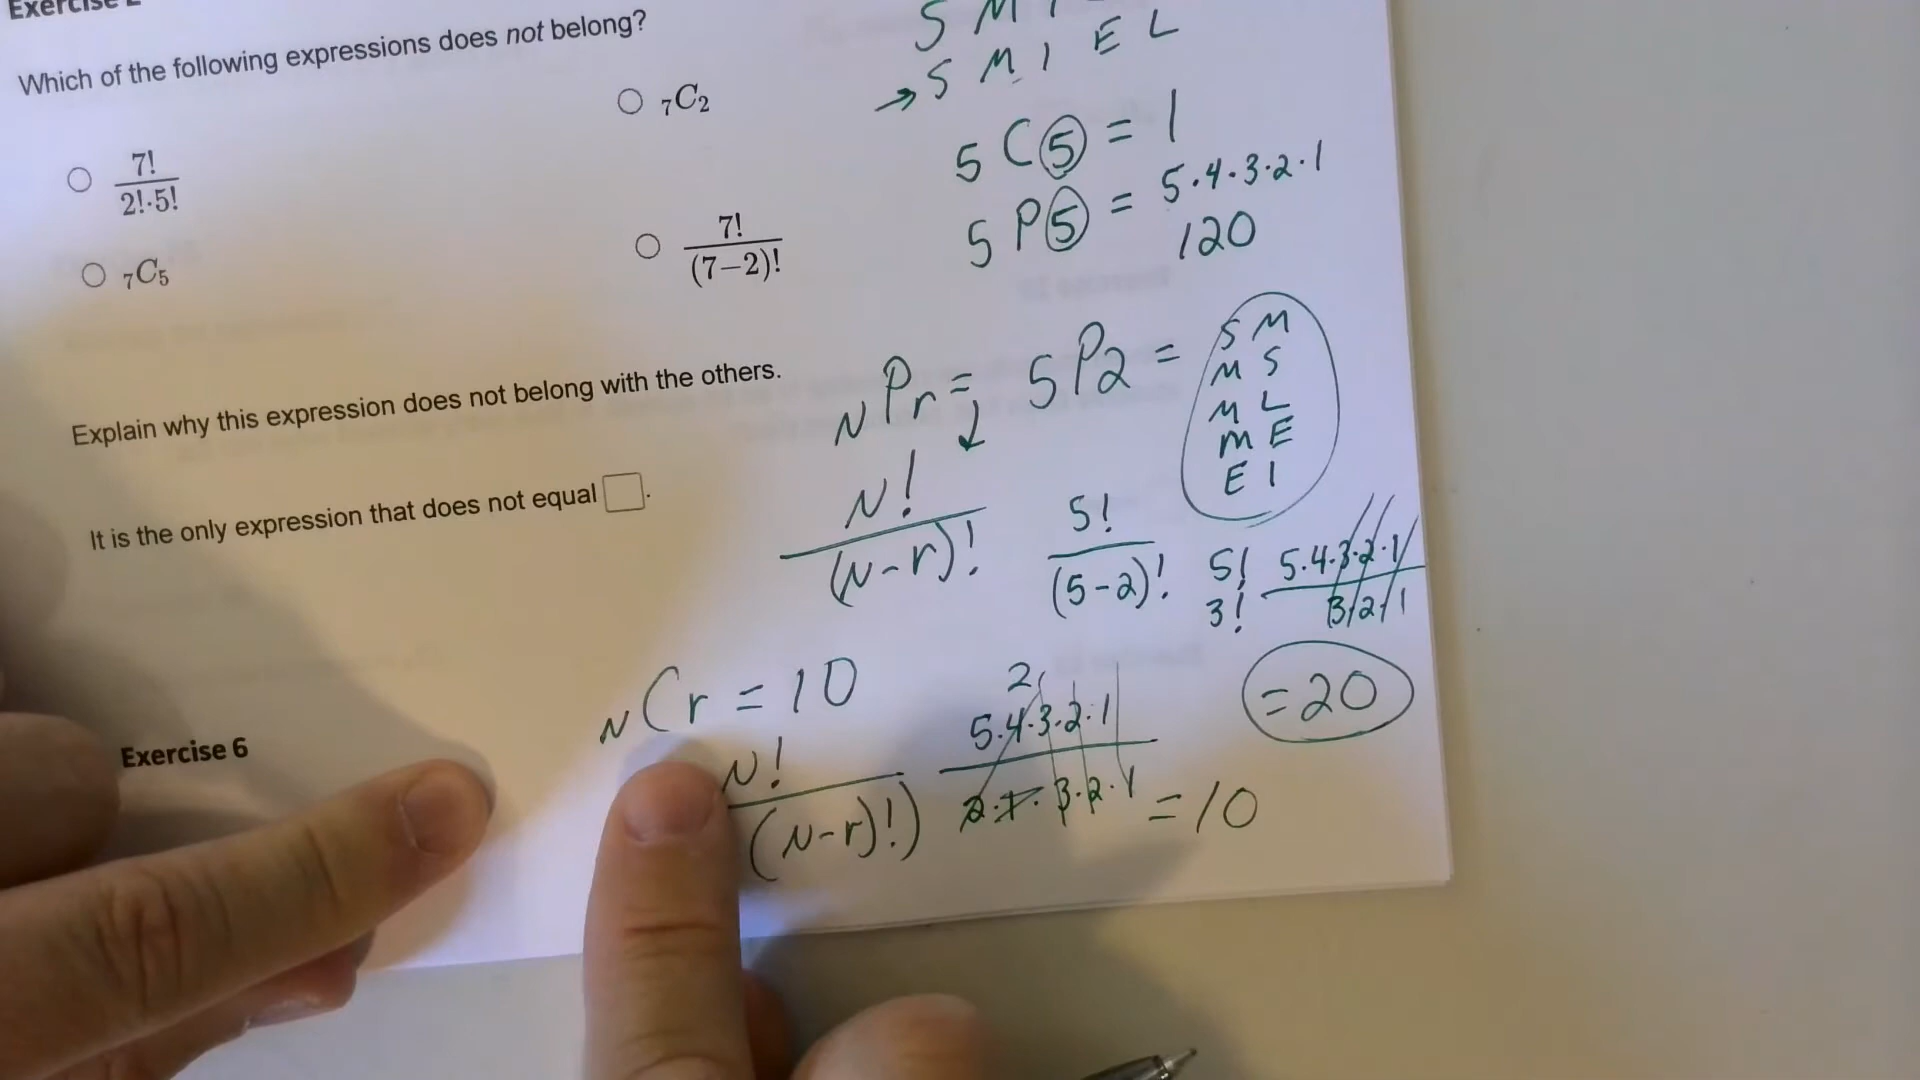 Exercise
Which of the following expressions does not belong?
7!
2!·5!
₇C₂
₇C₅
7!
(7−2)!
Explain why this expression does not belong with the others.
It is the only expression that does not equal □.
Exercise 6
S M I
→ S M I E L
5 C 5 = 1
5 P 5 = 5·4·3·2·1
120
N P r = 5 P 2 =
S M
M S
M L
M E
E I
N!
(N-r)!
5!
(5-2)!
5!
3!
5·4·3·2·1
3 2 1
= 20
N C r = 10
N!
(N-r)!)
2
5·4·3·2·1
2·1·3·2·1
= 10